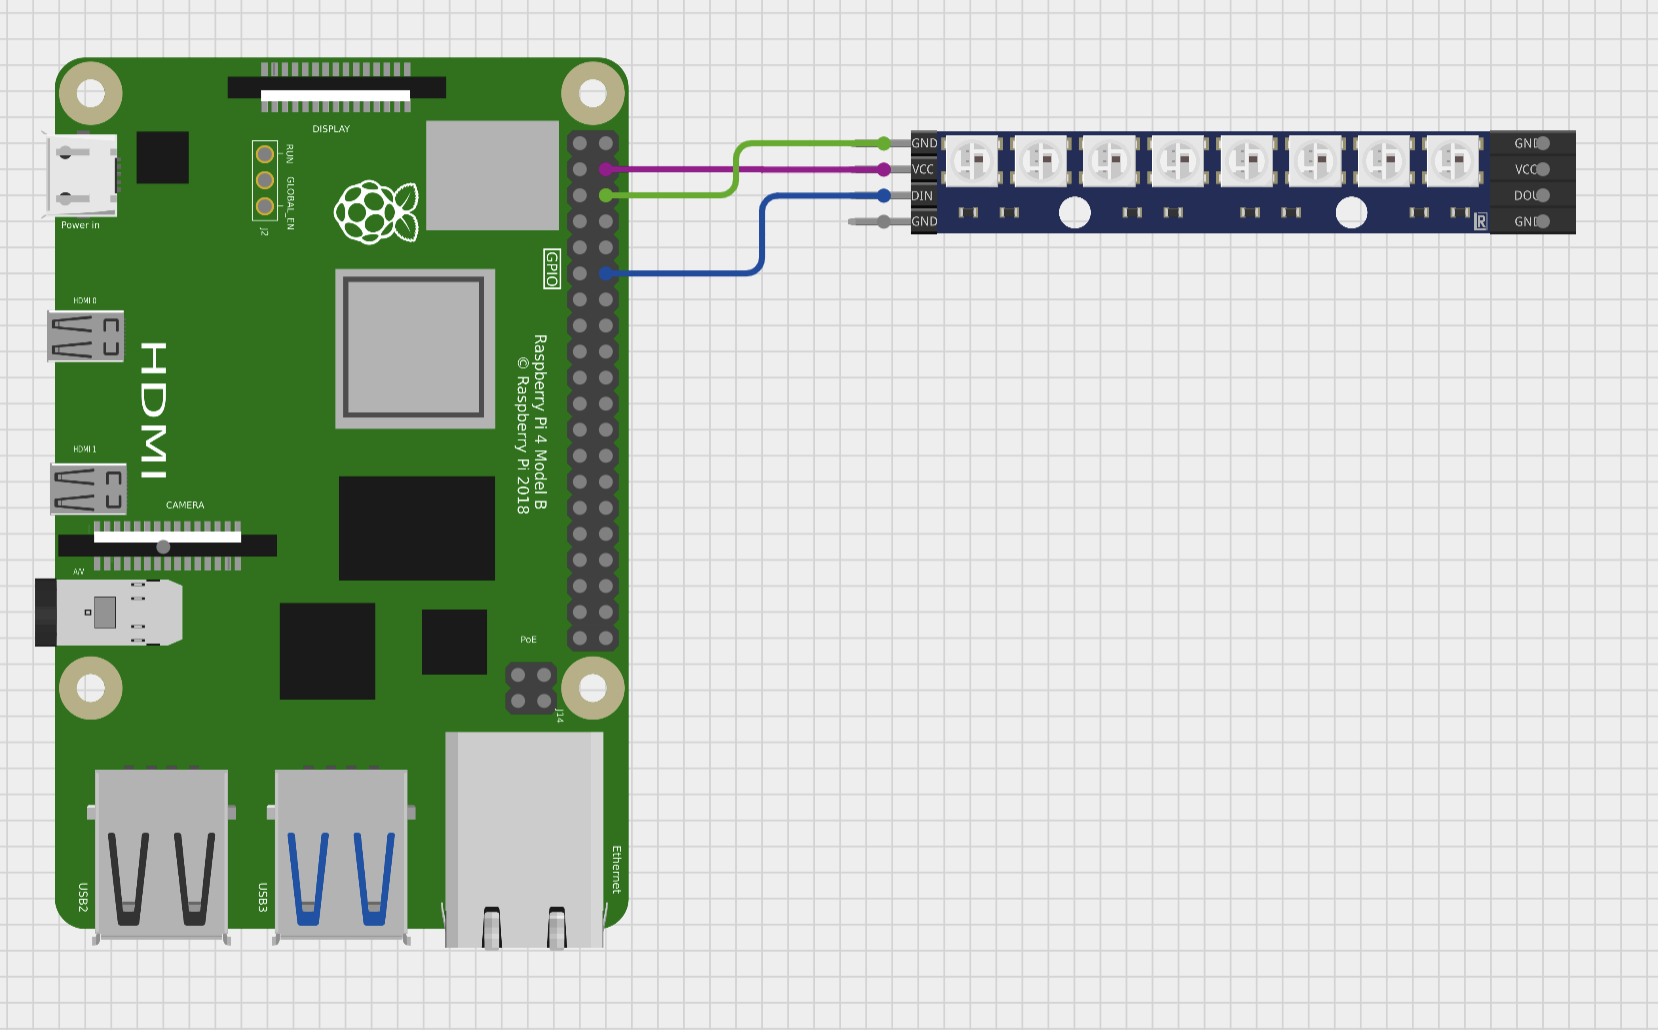 DISPLAY
RUN
GLOBAL_EN
J2
Power in
GPIO
HDMI 0
HDMI
HDMI 1
Raspberry Pi 4 Model B
© Raspberry Pi 2018
CAMERA
A/V
PoE
J14
USB2
USB3
Ethernet
GND
VCC
DIN
GND
R
GND
VCC
DOU
GND